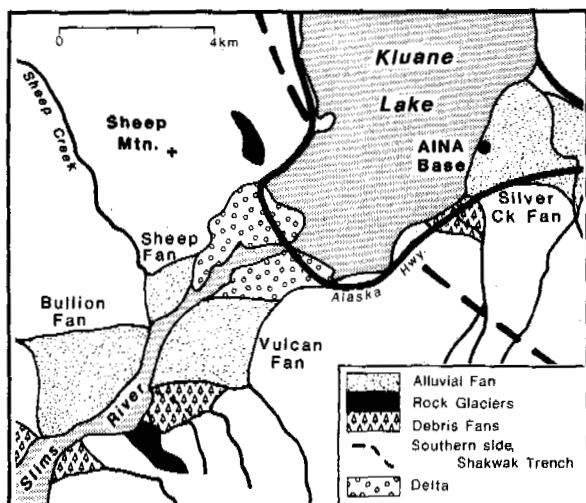 0 4km
Kluane
Lake
Sheep Creek
Sheep
Mtn. +
AINA
Base
Silver
Ck Fan
Sheep
Fan
Alaska Hwy.
Bullion
Fan
Vulcan
Fan
Slims River
Alluvial Fan
Rock Glaciers
Debris Fans
Southern side,
Shakwak Trench
Delta